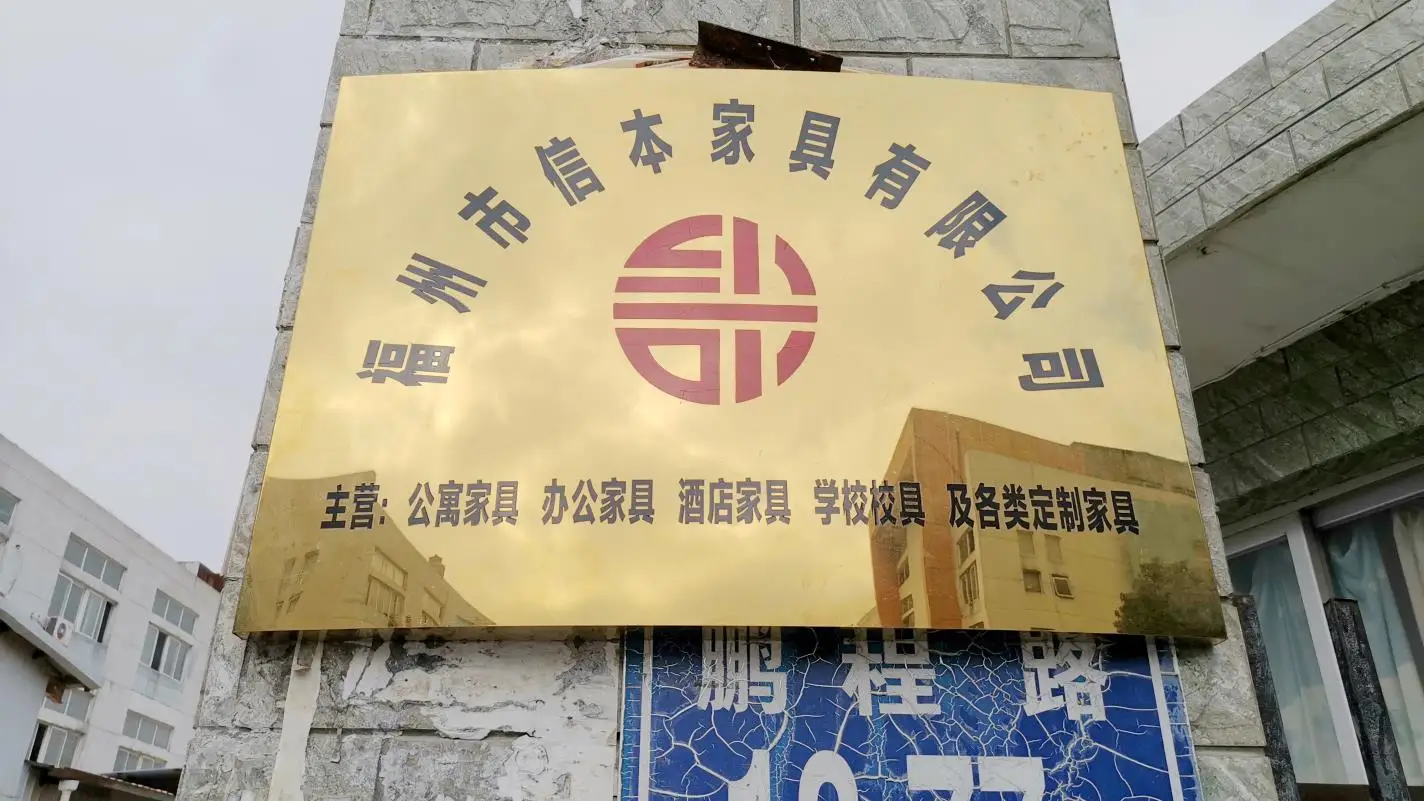 福州市信本家具有限公司
主营：公寓家具 办公家具 酒店家具 学校校具 及各类定制家具
鹏程路